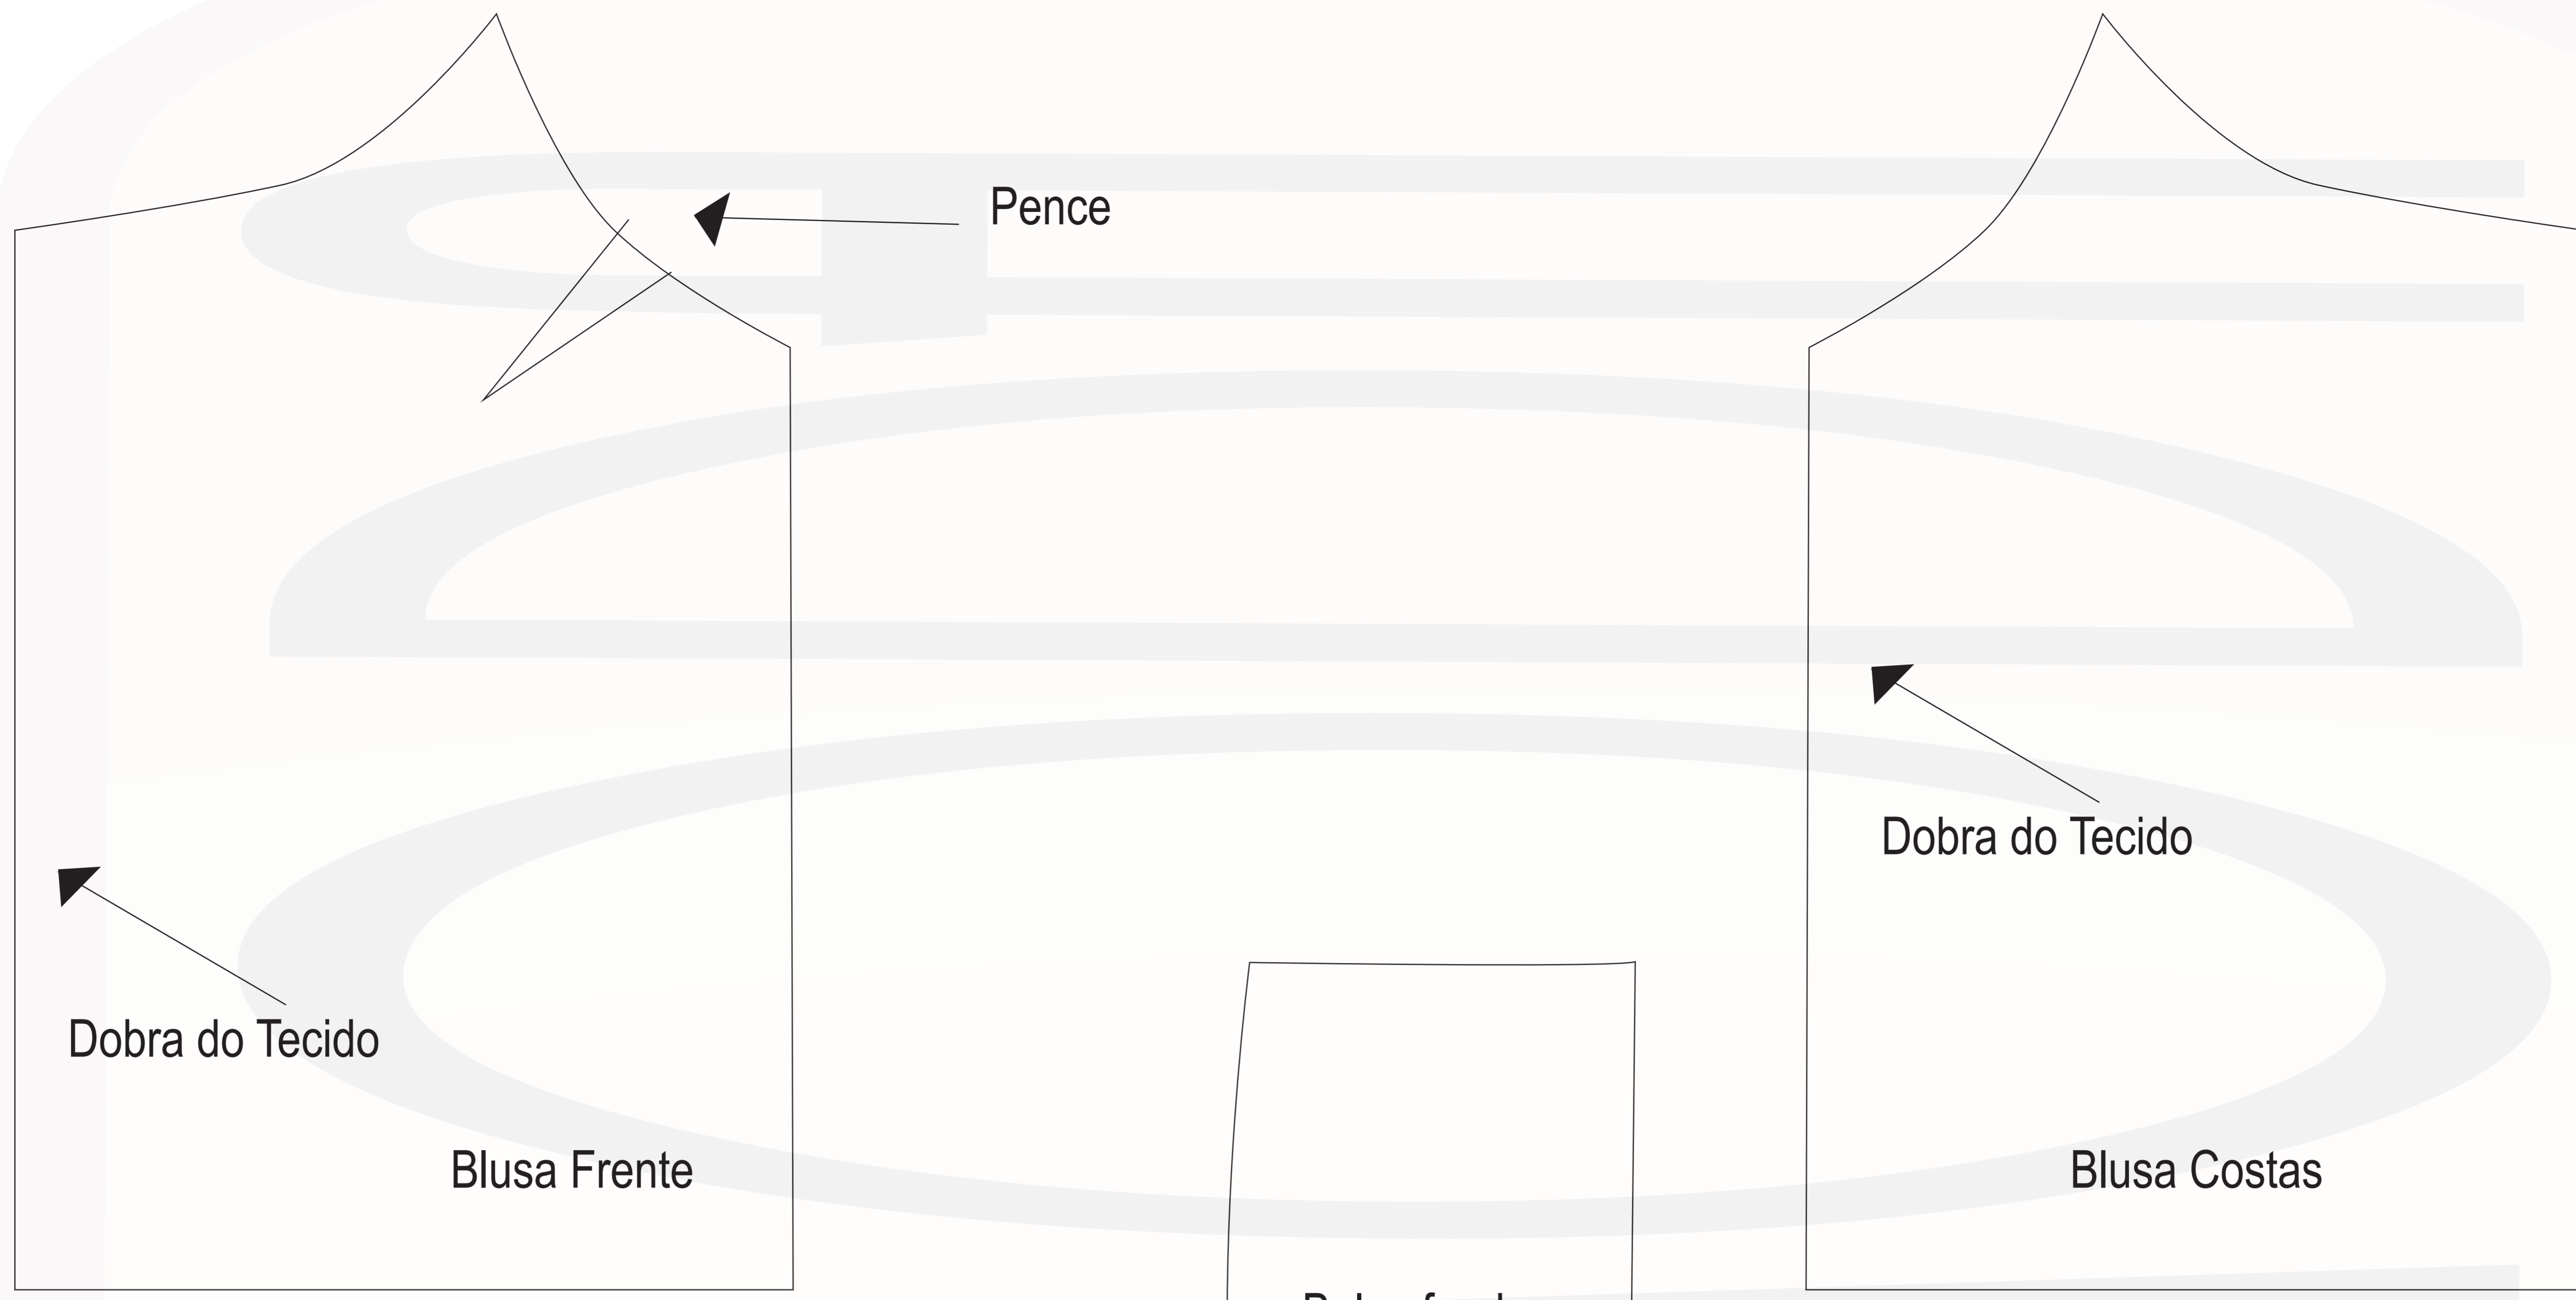 Pence
Dobra do Tecido
Dobra do Tecido
Blusa Frente
Blusa Costas